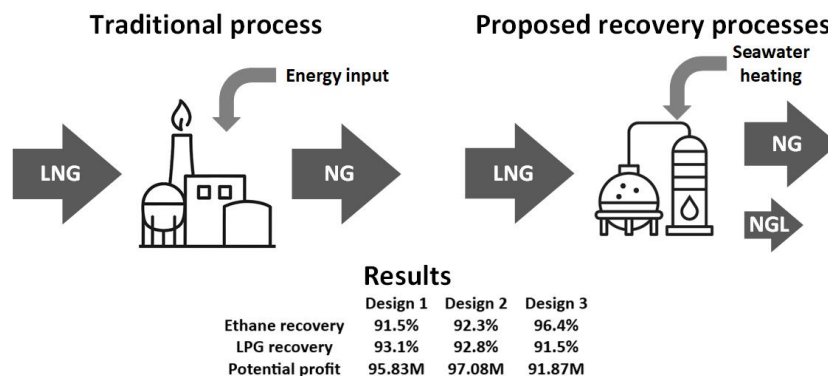 Traditional process
Proposed recovery processes
Energy input
Seawater
heating
LNG
NG
LNG
NG
NGL
Results
Design 1 Design 2 Design 3
Ethane recovery 91.5% 92.3% 96.4%
LPG recovery 93.1% 92.8% 91.5%
Potential profit 95.83M 97.08M 91.87M